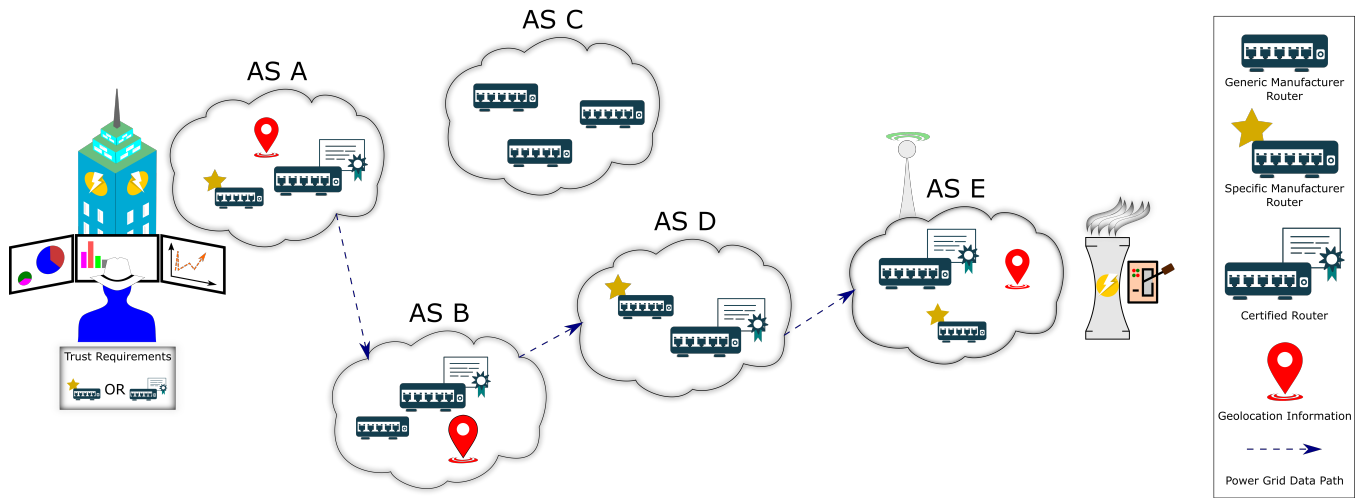 AS A
AS C
AS B
AS D
AS E
Trust Requirements
OR
Generic Manufacturer
Router
Specific Manufacturer
Router
Certified Router
Geolocation Information
Power Grid Data Path